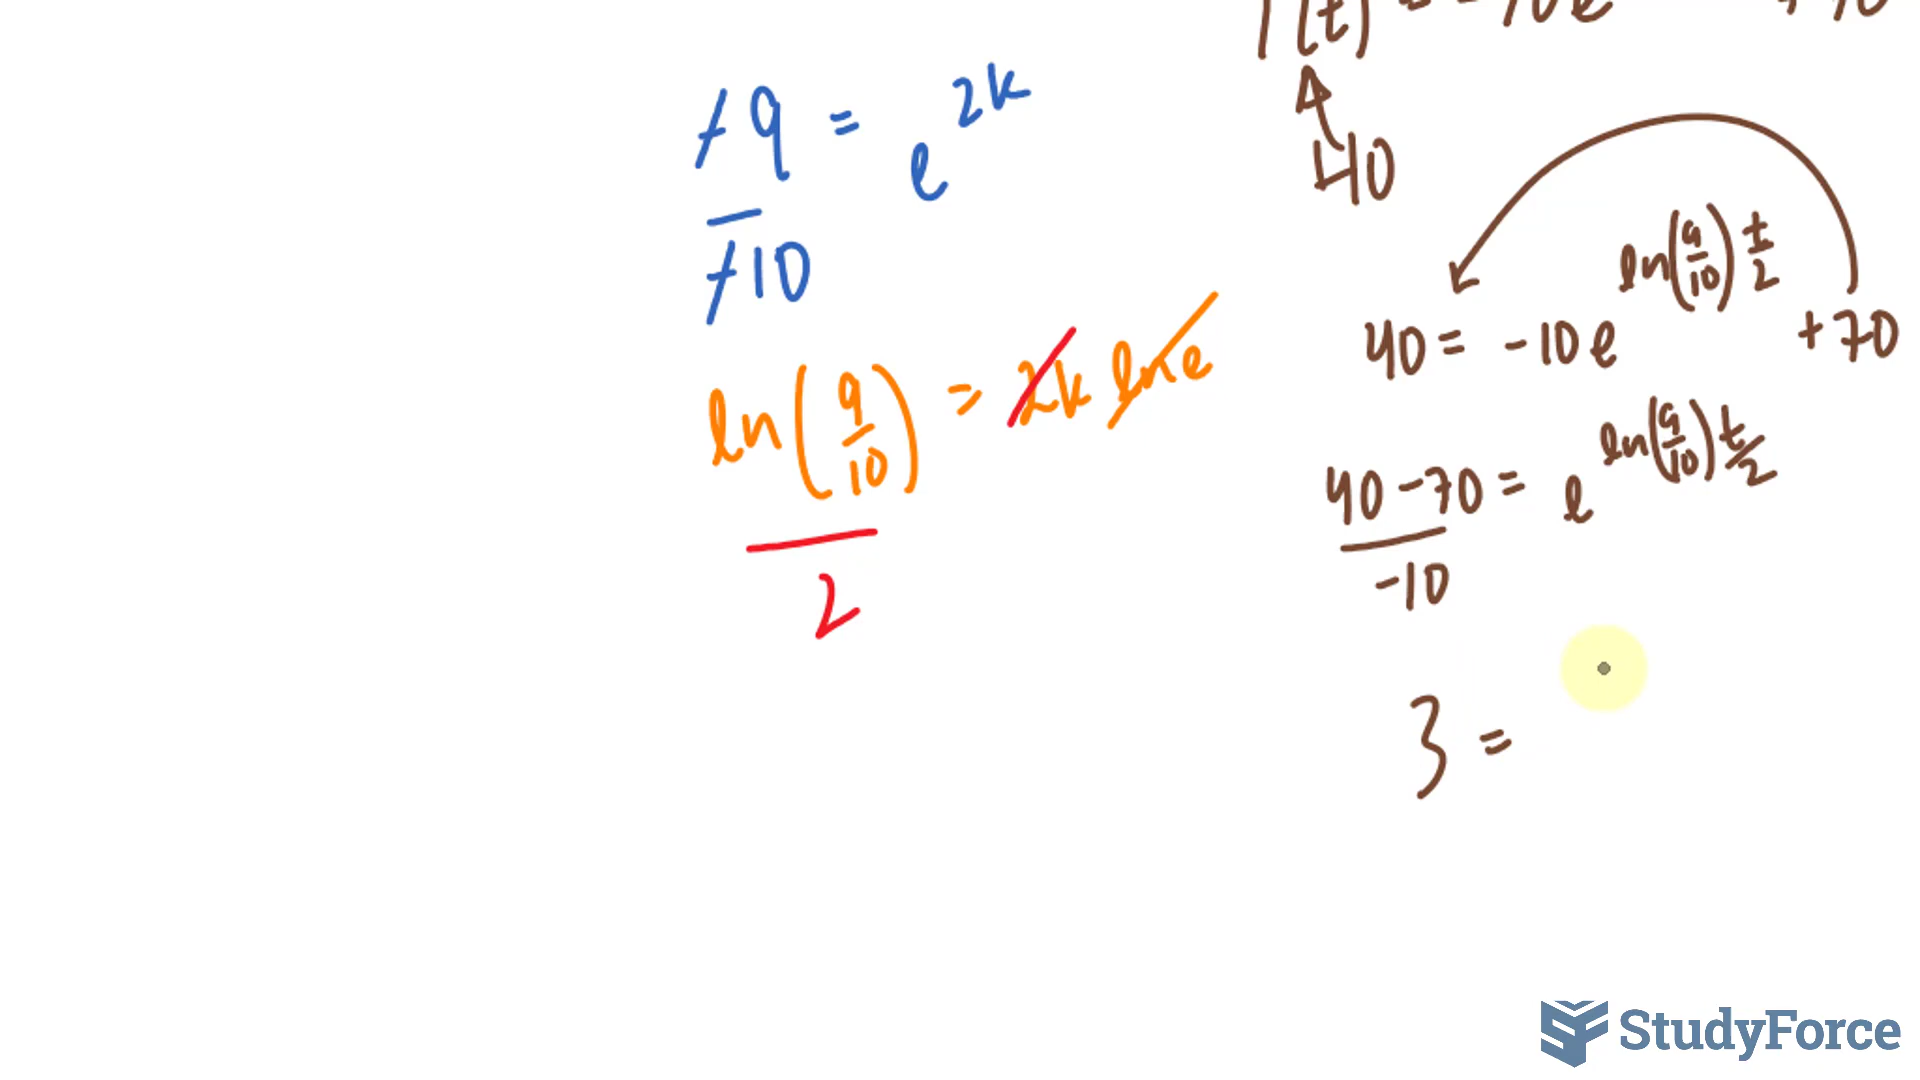 -9/-10 = e^{2k}
ln(9/10) = 2k ln e
2
40
40 = -10e^{ln(9/10) t/2} + 70
40-70/-10 = e^{ln(9/10) t/2}
3 =
StudyForce